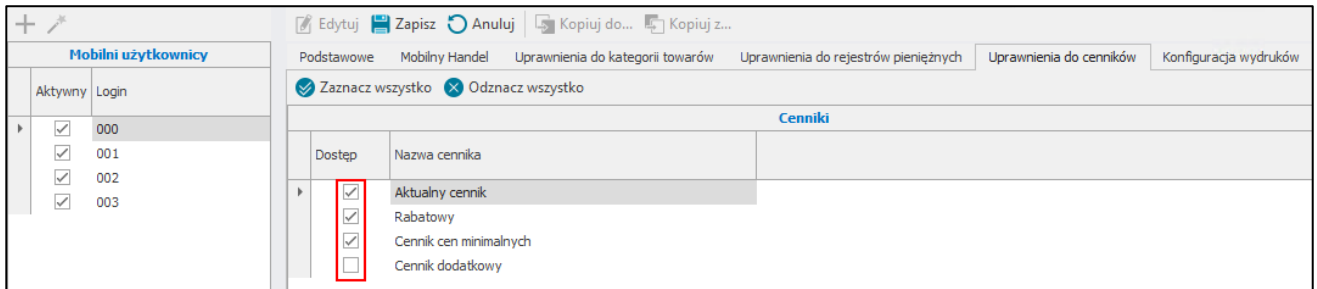 Edytuj Zapisz Anuluj Kopiuj do... Kopiuj z...
Mobilni użytkownicy
Podstawowe Mobilny Handel Uprawnienia do kategorii towarów Uprawnienia do rejestrów pieniężnych Uprawnienia do cenników Konfiguracja wydruków
Aktywny Login
Zaznacz wszystko Odznacz wszystko
Cenniki
000
001
002
003
Dostęp Nazwa cennika
Aktualny cennik
Rabatowy
Cennik cen minimalnych
Cennik dodatkowy